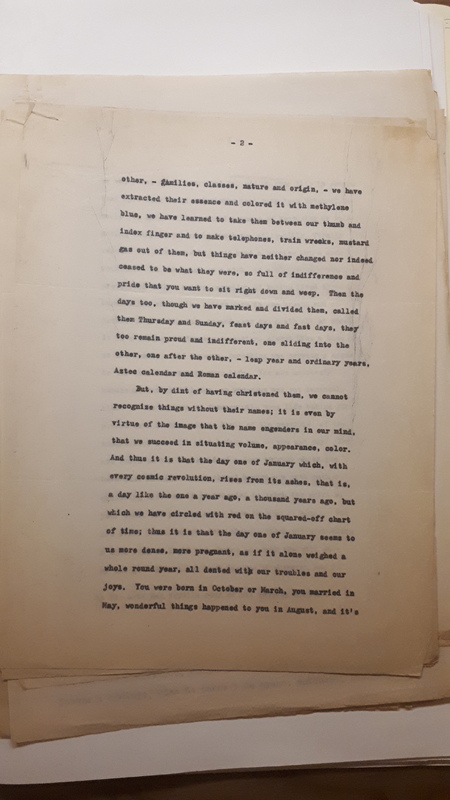 - 2 -
other, - families, classes, nature and origin, - we have
extracted their essence and colored it with methylene
blue, we have learned to take them between our thumb and
index finger and to make telephones, train wrecks, mustard
gas out of them, but things have neither changed nor indeed
ceased to be what they were, so full of indifference and
pride that you want to sit right down and weep. Then the
days too, though we have marked and divided them, called
them Thursday and Sunday, feast days and fast days, they
too remain proud and indifferent, one sliding into the
other, one after the other, - leap year and ordinary years,
Aztec calendar and Roman calendar.
But, by dint of having christened them, we cannot
recognize things without their names; it is even by
virtue of the image that the name engenders in our mind,
that we succeed in situating volume, appearance, color.
And thus it is that the day one of January which, with
every cosmic revolution, rises from its ashes, that is,
a day like the one a year ago, a thousand years ago, but
which we have circled with red on the squared-off chart
of time; thus it is that the day one of January seems to
us more dense, more pregnant, as if it alone weighed a
whole round year, all dented with our troubles and our
joys. You were born in October or March, you married in
May, wonderful things happened to you in August, and it's